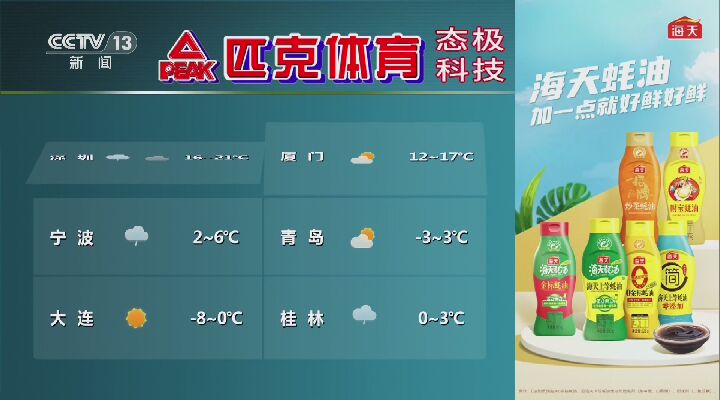 CCTV 13
新闻
PEAK 匹克体育 态极科技
深圳 16~21℃
厦门 12~17℃
宁波 2~6℃
青岛 -3~3℃
大连 -8~0℃
桂林 0~3℃
海天
海天蚝油
加一点就好鲜好鲜